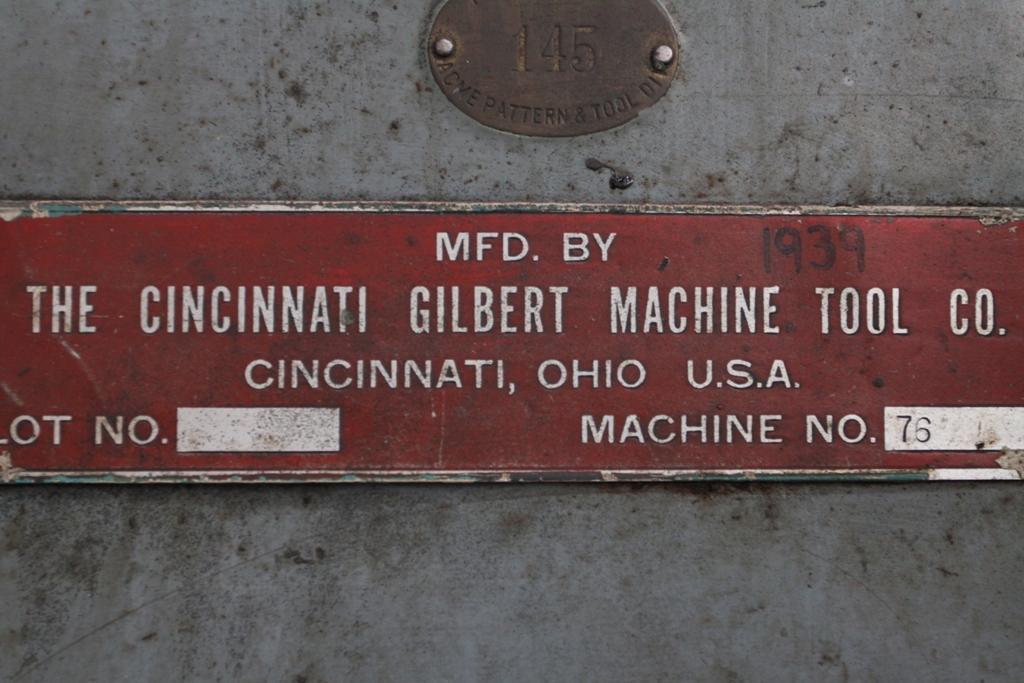 145
ACME PATTERN & TOOL DI
MFD. BY
1939
THE CINCINNATI GILBERT MACHINE TOOL CO.
CINCINNATI, OHIO U.S.A.
LOT NO.
MACHINE NO. 76